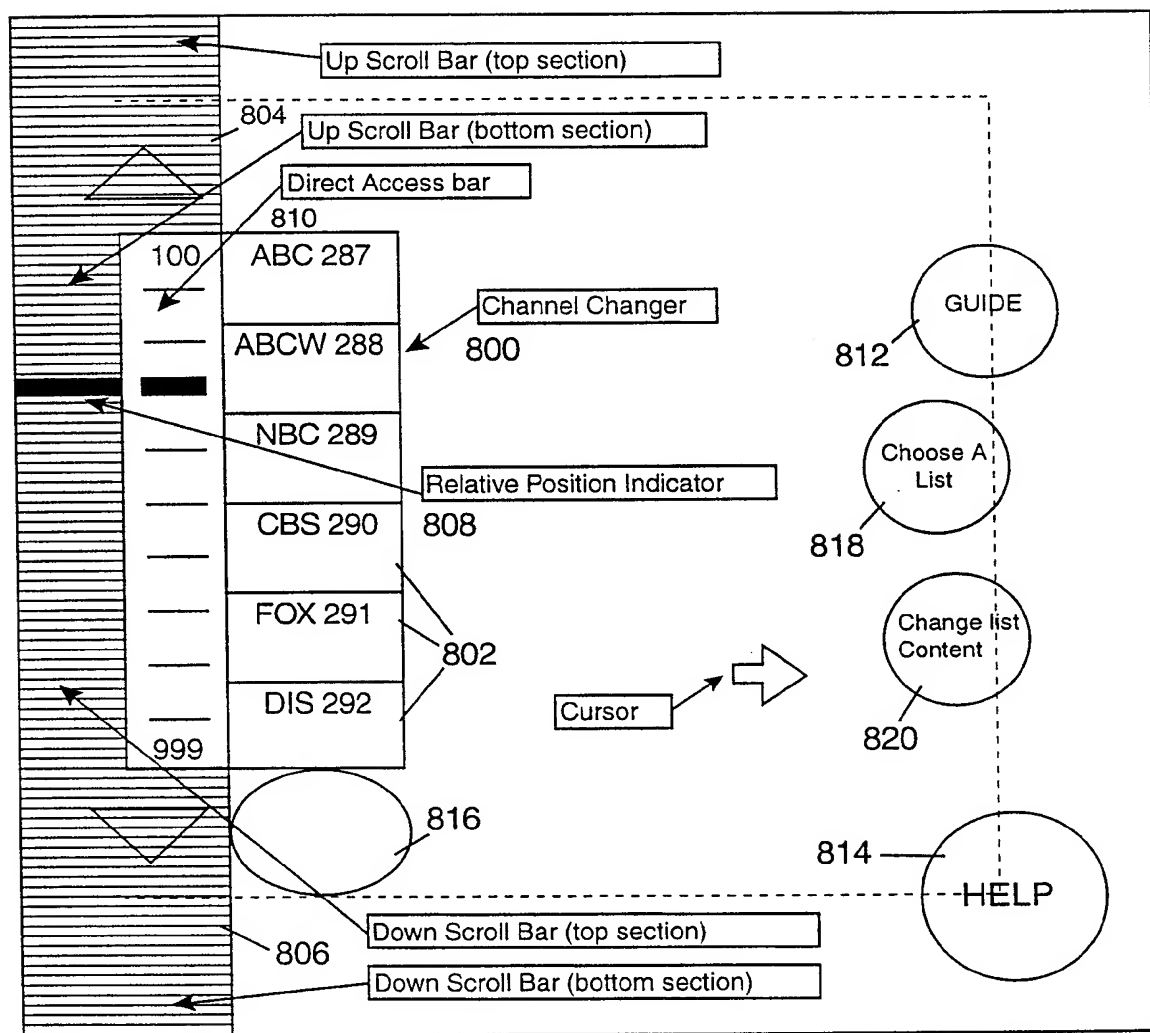 Up Scroll Bar (top section)
804
Up Scroll Bar (bottom section)
Direct Access bar
810
100
ABC 287
GUIDE
812
Channel Changer
800
ABCW 288
NBC 289
Choose A
List
818
Relative Position Indicator
808
CBS 290
FOX 291
802
Change list
Content
820
DIS 292
Cursor
999
816
814
HELP
Down Scroll Bar (top section)
806
Down Scroll Bar (bottom section)